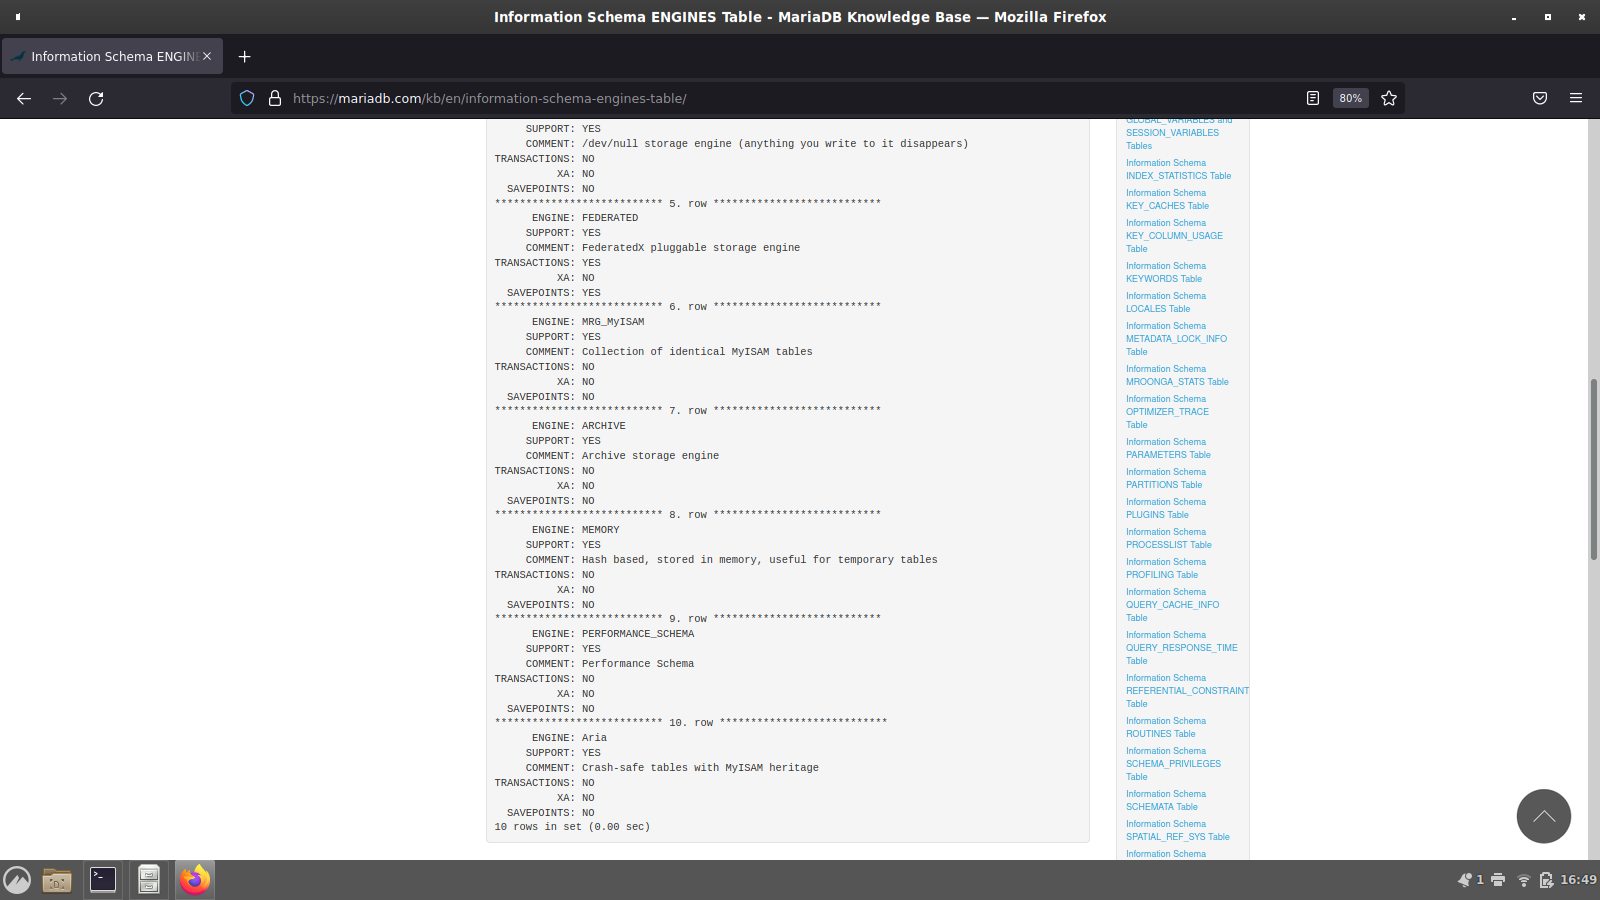 Information Schema ENGINES Table - MariaDB Knowledge Base — Mozilla Firefox
Information Schema ENGINE
https://mariadb.com/kb/en/information-schema-engines-table/
80%
SUPPORT: YES
COMMENT: /dev/null storage engine (anything you write to it disappears)
TRANSACTIONS: NO
XA: NO
SAVEPOINTS: NO
*************************** 5. row ***************************
ENGINE: FEDERATED
SUPPORT: YES
COMMENT: FederatedX pluggable storage engine
TRANSACTIONS: YES
XA: NO
SAVEPOINTS: YES
*************************** 6. row ***************************
ENGINE: MRG_MyISAM
SUPPORT: YES
COMMENT: Collection of identical MyISAM tables
TRANSACTIONS: NO
XA: NO
SAVEPOINTS: NO
*************************** 7. row ***************************
ENGINE: ARCHIVE
SUPPORT: YES
COMMENT: Archive storage engine
TRANSACTIONS: NO
XA: NO
SAVEPOINTS: NO
*************************** 8. row ***************************
ENGINE: MEMORY
SUPPORT: YES
COMMENT: Hash based, stored in memory, useful for temporary tables
TRANSACTIONS: NO
XA: NO
SAVEPOINTS: NO
*************************** 9. row ***************************
ENGINE: PERFORMANCE_SCHEMA
SUPPORT: YES
COMMENT: Performance Schema
TRANSACTIONS: NO
XA: NO
SAVEPOINTS: NO
*************************** 10. row ***************************
ENGINE: Aria
SUPPORT: YES
COMMENT: Crash-safe tables with MyISAM heritage
TRANSACTIONS: NO
XA: NO
SAVEPOINTS: NO
10 rows in set (0.00 sec)
GLOBAL_VARIABLES and
SESSION_VARIABLES
Tables
Information Schema
INDEX_STATISTICS Table
Information Schema
KEY_CACHES Table
Information Schema
KEY_COLUMN_USAGE
Table
Information Schema
KEYWORDS Table
Information Schema
LOCALES Table
Information Schema
METADATA_LOCK_INFO
Table
Information Schema
MROONGA_STATS Table
Information Schema
OPTIMIZER_TRACE
Table
Information Schema
PARAMETERS Table
Information Schema
PARTITIONS Table
Information Schema
PLUGINS Table
Information Schema
PROCESSLIST Table
Information Schema
PROFILING Table
Information Schema
QUERY_CACHE_INFO
Table
Information Schema
QUERY_RESPONSE_TIME
Table
Information Schema
REFERENTIAL_CONSTRAINT
Table
Information Schema
ROUTINES Table
Information Schema
SCHEMA_PRIVILEGES
Table
Information Schema
SCHEMATA Table
Information Schema
SPATIAL_REF_SYS Table
Information Schema
1
16:49